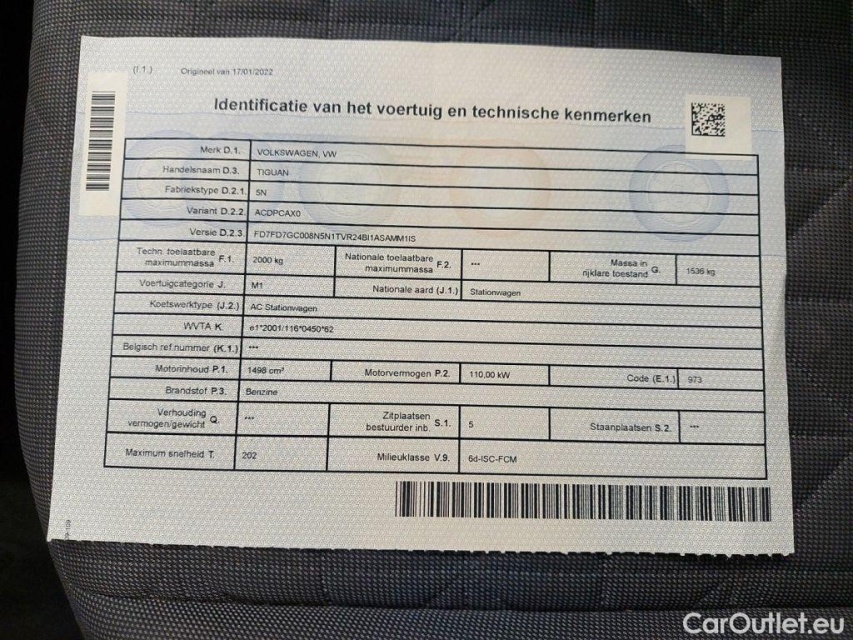 (I.1.) Origineel van 17/01/2022
Identificatie van het voertuig en technische kenmerken
Merk D.1. VOLKSWAGEN, VW
Handelsnaam D.3. TIGUAN
Fabriekstype D.2.1. 5N
Variant D.2.2. ACDPCAX0
Versie D.2.3. FD7FD7GC008N5N1TVR24BI1ASAMM1IS
Techn. toelaatbare maximummassa F.1. 2000 kg Nationale toelaatbare maximummassa F.2. --- Massa in rijklare toestand G. 1536 kg
Voertuigcategorie J. M1 Nationale aard (J.1.) Stationwagen
Koetswerktype (J.2.) AC Stationwagen
WVTA K. e1*2001/116*0450*62
Belgisch ref.nummer (K.1.) ---
Motorinhoud P.1. 1498 cm³ Motorvermogen P.2. 110,00 kW Code (E.1.) 973
Brandstof P.3. Benzine
Verhouding vermogen/gewicht Q. --- Zitplaatsen bestuurder inb. S.1. 5 Staanplaatsen S.2. ---
Maximum snelheid T. 202 Milieuklasse V.9. 6d-ISC-FCM
CarOutlet.eu